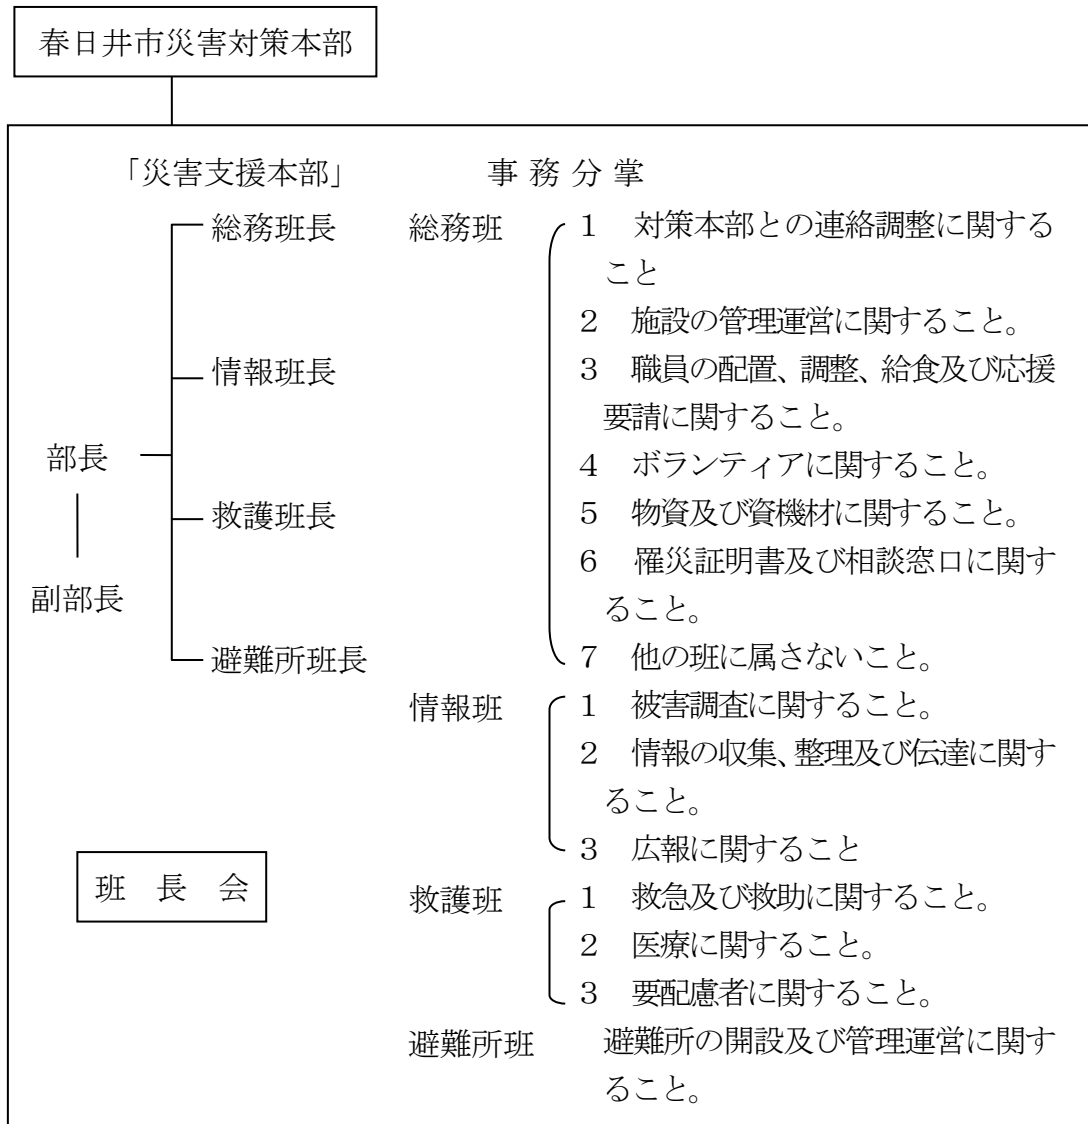 春日井市災害対策本部
「災害支援本部」
事務分掌
部長
副部長
総務班長
情報班長
救護班長
避難所班長
班長会
総務班
1 対策本部との連絡調整に関する
こと
2 施設の管理運営に関すること。
3 職員の配置、調整、給食及び応援
要請に関すること。
4 ボランティアに関すること。
5 物資及び資機材に関すること。
6 罹災証明書及び相談窓口に関す
ること。
7 他の班に属さないこと。
情報班
1 被害調査に関すること。
2 情報の収集、整理及び伝達に関す
ること。
3 広報に関すること
救護班
1 救急及び救助に関すること。
2 医療に関すること。
3 要配慮者に関すること。
避難所班
避難所の開設及び管理運営に関す
ること。